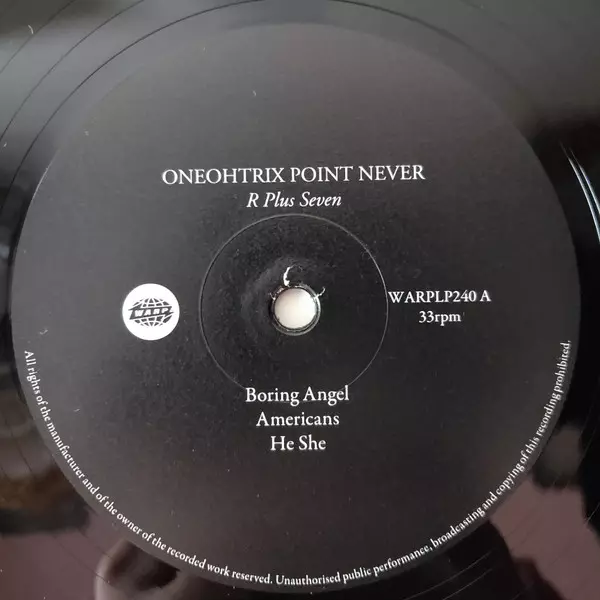 ONEOHTRIX POINT NEVER
R Plus Seven
WARP
WARPLP240 A
33rpm
Boring Angel
Americans
He She
All rights of the manufacturer and of the owner of the recorded work reserved. Unauthorised public performance, broadcasting and copying of this recording prohibited.